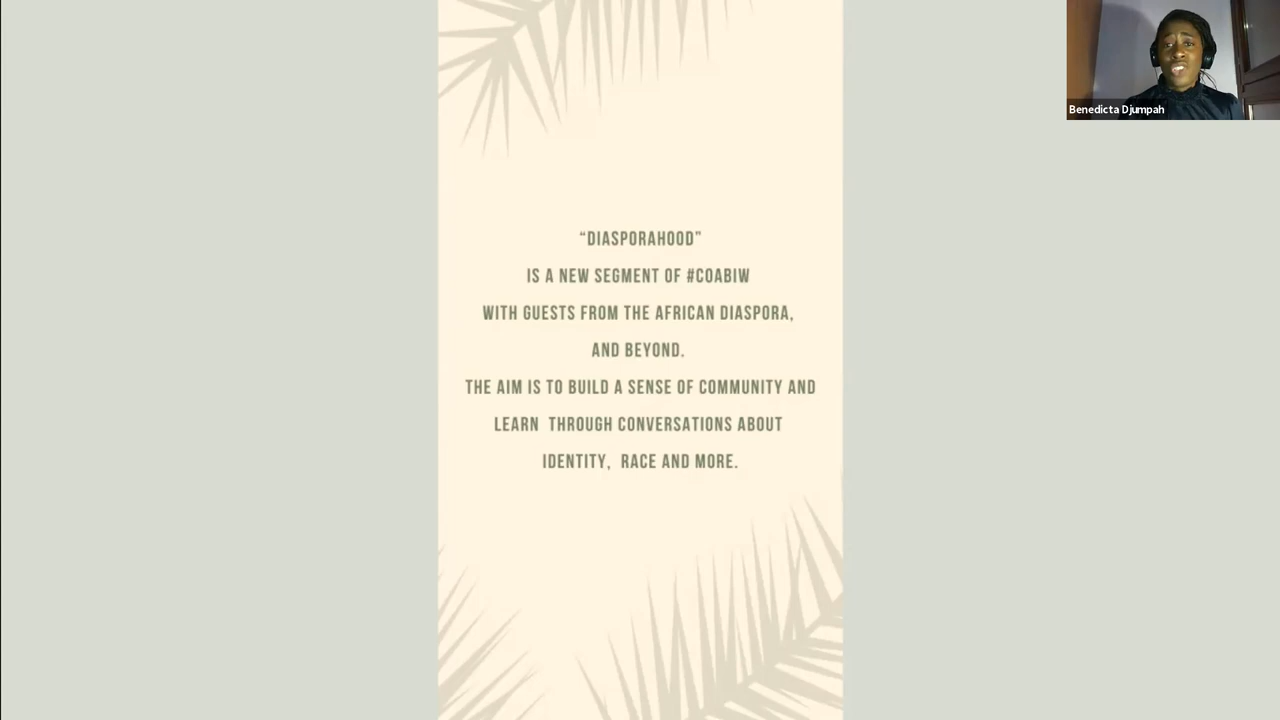 “DIASPORAHOOD”
IS A NEW SEGMENT OF #COABIW
WITH GUESTS FROM THE AFRICAN DIASPORA,
AND BEYOND.
THE AIM IS TO BUILD A SENSE OF COMMUNITY AND
LEARN THROUGH CONVERSATIONS ABOUT
IDENTITY, RACE AND MORE.
Benedicta Djumpah